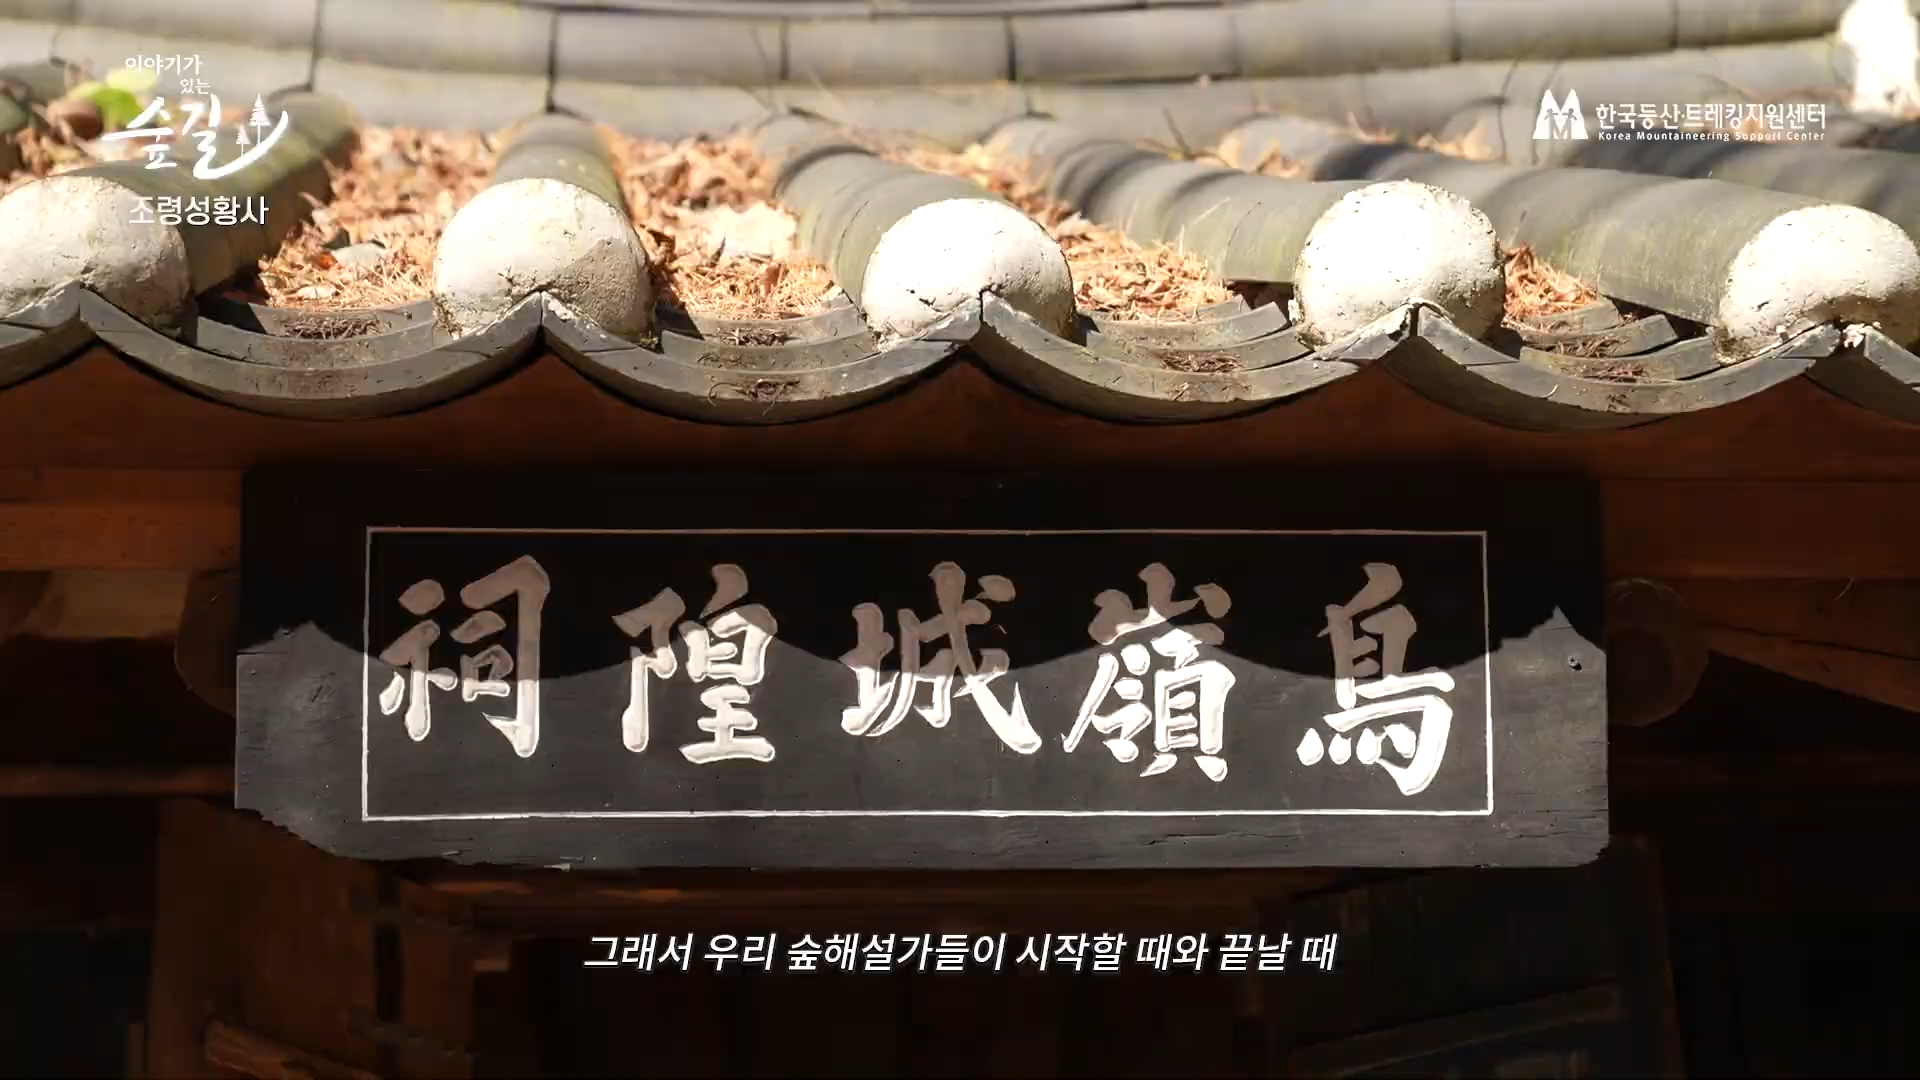 이야기가
있는
숲길
조령성황사
한국등산·트레킹지원센터
Korea Mountaineering Support Center
祠隍城嶺鳥
그래서 우리 숲해설가들이 시작할 때와 끝날 때